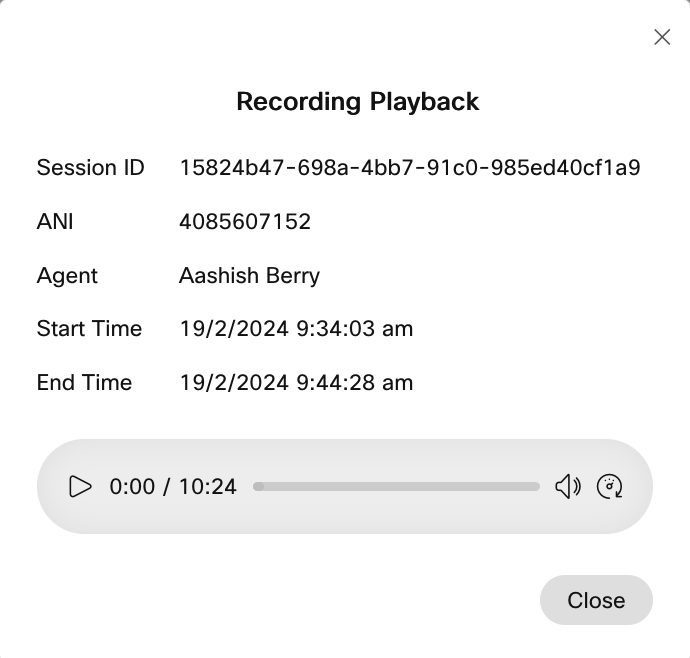 Recording Playback
Session ID 15824b47-698a-4bb7-91c0-985ed40cf1a9
ANI 4085607152
Agent Aashish Berry
Start Time 19/2/2024 9:34:03 am
End Time 19/2/2024 9:44:28 am
0:00 / 10:24
Close